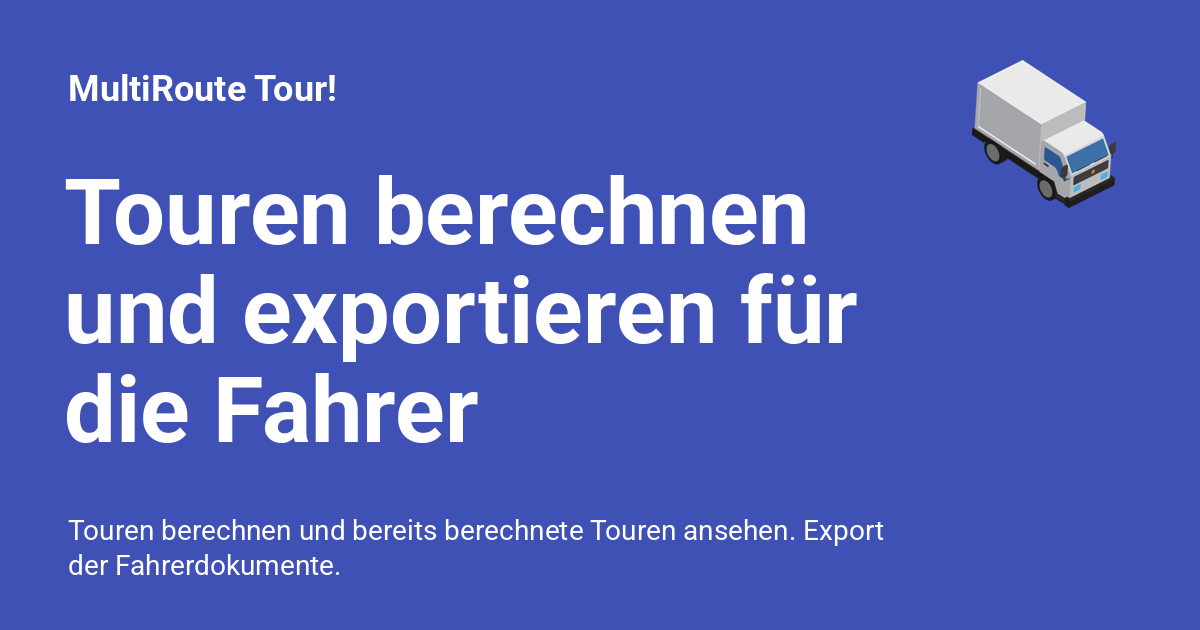 MultiRoute Tour!
Touren berechnen
und exportieren für
die Fahrer
Touren berechnen und bereits berechnete Touren ansehen. Export
der Fahrerdokumente.